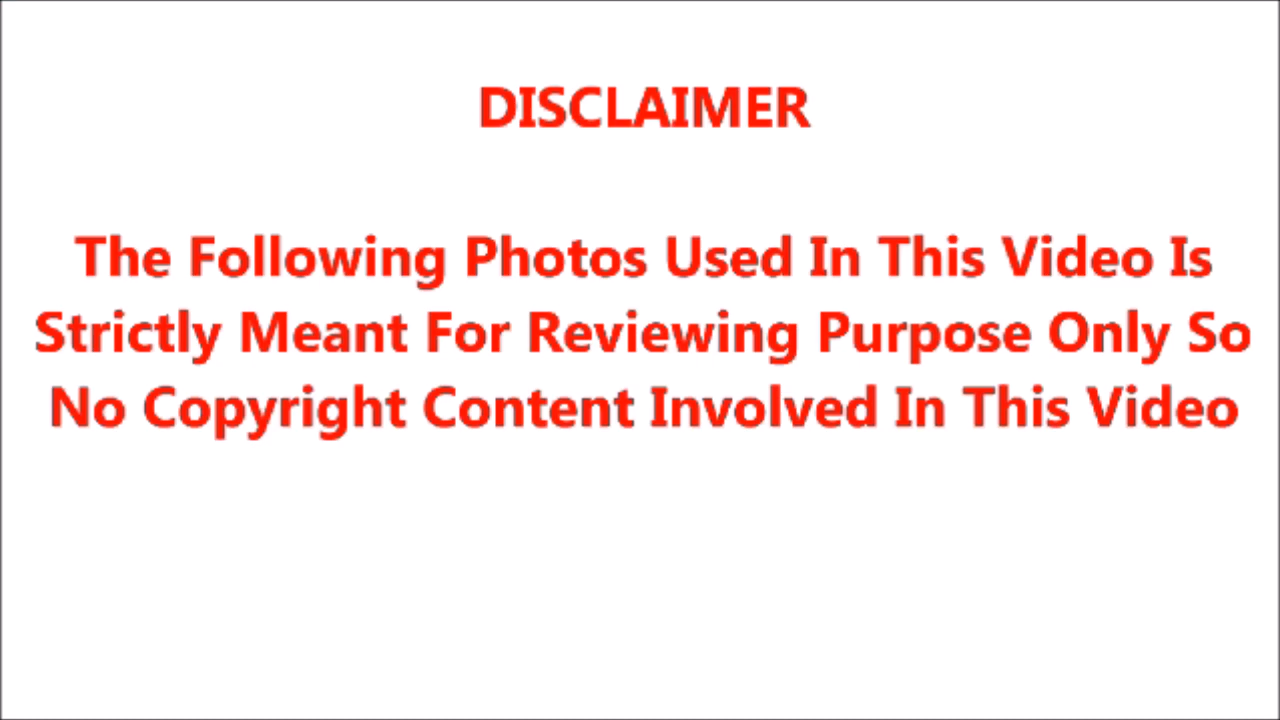 DISCLAIMER
The Following Photos Used In This Video Is
Strictly Meant For Reviewing Purpose Only So
No Copyright Content Involved In This Video